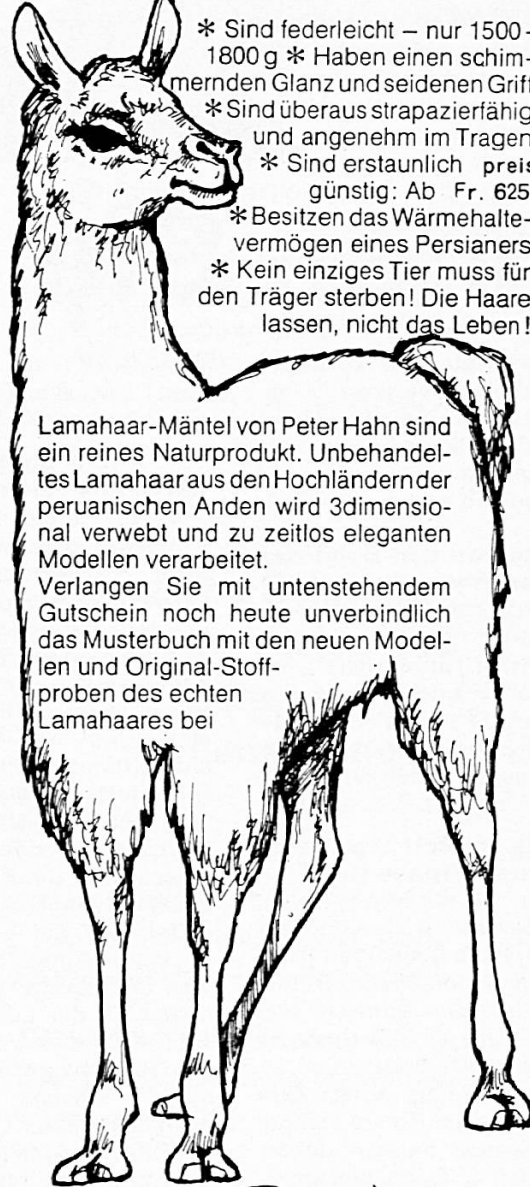 * Sind federleicht – nur 1500-
1800 g * Haben einen schim-
mernden Glanz und seidenen Griff
* Sind überaus strapazierfähig
und angenehm im Tragen
* Sind erstaunlich preis
günstig: Ab Fr. 625
* Besitzen das Wärmehalte-
vermögen eines Persianers
* Kein einziges Tier muss für
den Träger sterben! Die Haare
lassen, nicht das Leben!
Lamahaar-Mäntel von Peter Hahn sind
ein reines Naturprodukt. Unbehandel-
tes Lamahaar aus den Hochländern der
peruanischen Anden wird 3dimensio-
nal verwebt und zu zeitlos eleganten
Modellen verarbeitet.
Verlangen Sie mit untenstehendem
Gutschein noch heute unverbindlich
das Musterbuch mit den neuen Model-
len und Original-Stoff-
proben des echten
Lamahaares bei